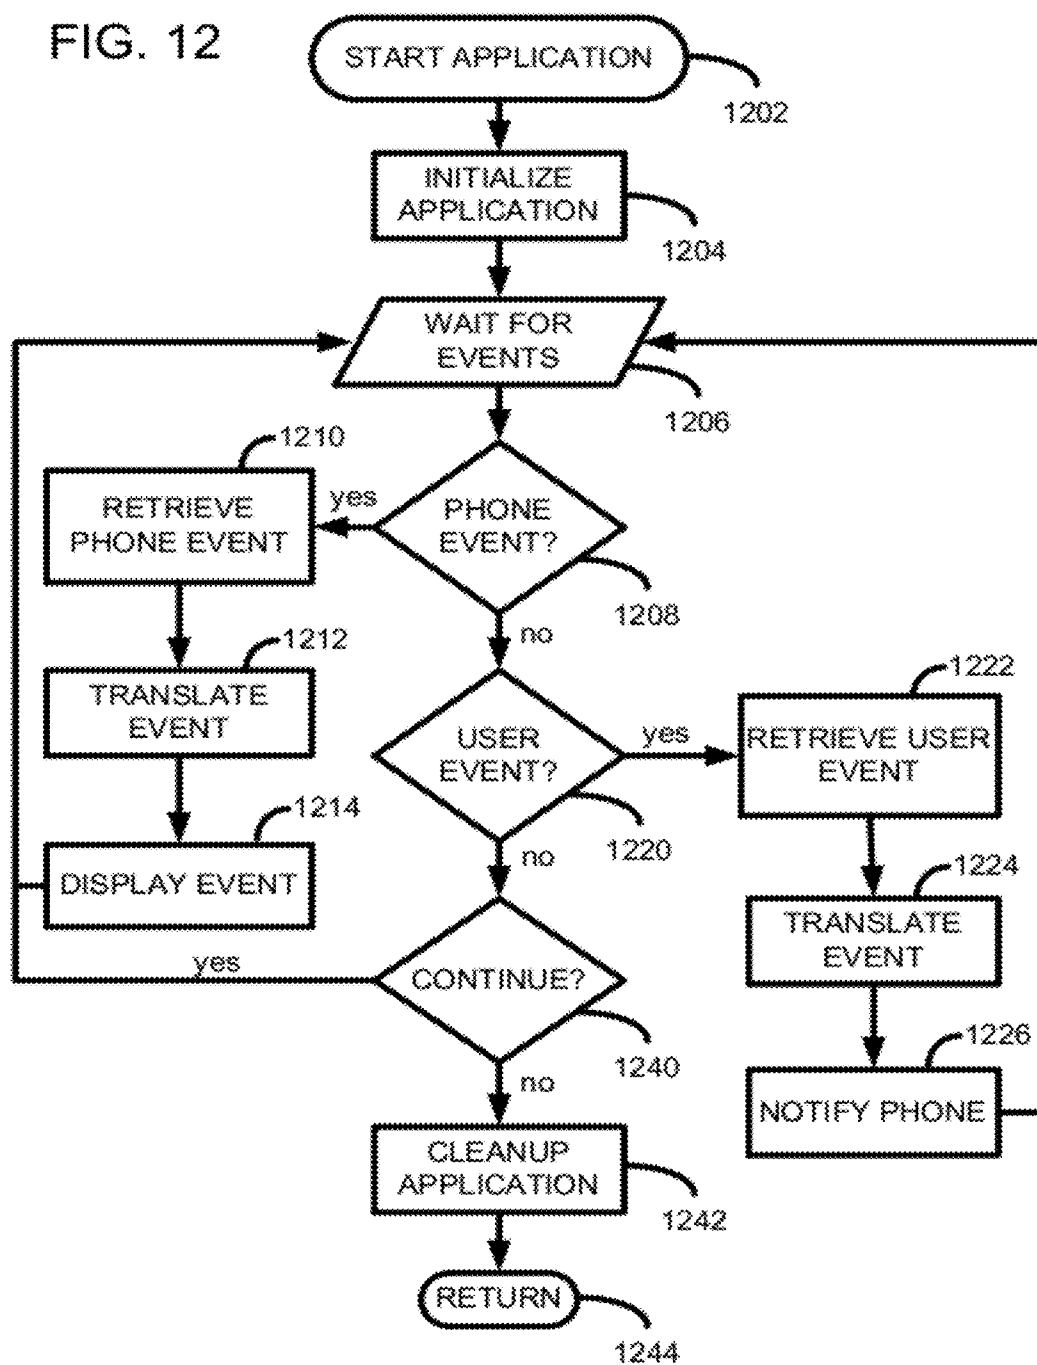 FIG. 12
START APPLICATION
1202
INITIALIZE
APPLICATION
1204
WAIT FOR
EVENTS
1206
PHONE
EVENT?
1208
yes
no
1210
RETRIEVE
PHONE EVENT
1212
TRANSLATE
EVENT
1214
DISPLAY EVENT
USER
EVENT?
1220
yes
no
1222
RETRIEVE USER
EVENT
1224
TRANSLATE
EVENT
1226
NOTIFY PHONE
CONTINUE?
1240
yes
no
CLEANUP
APPLICATION
1242
RETURN
1244